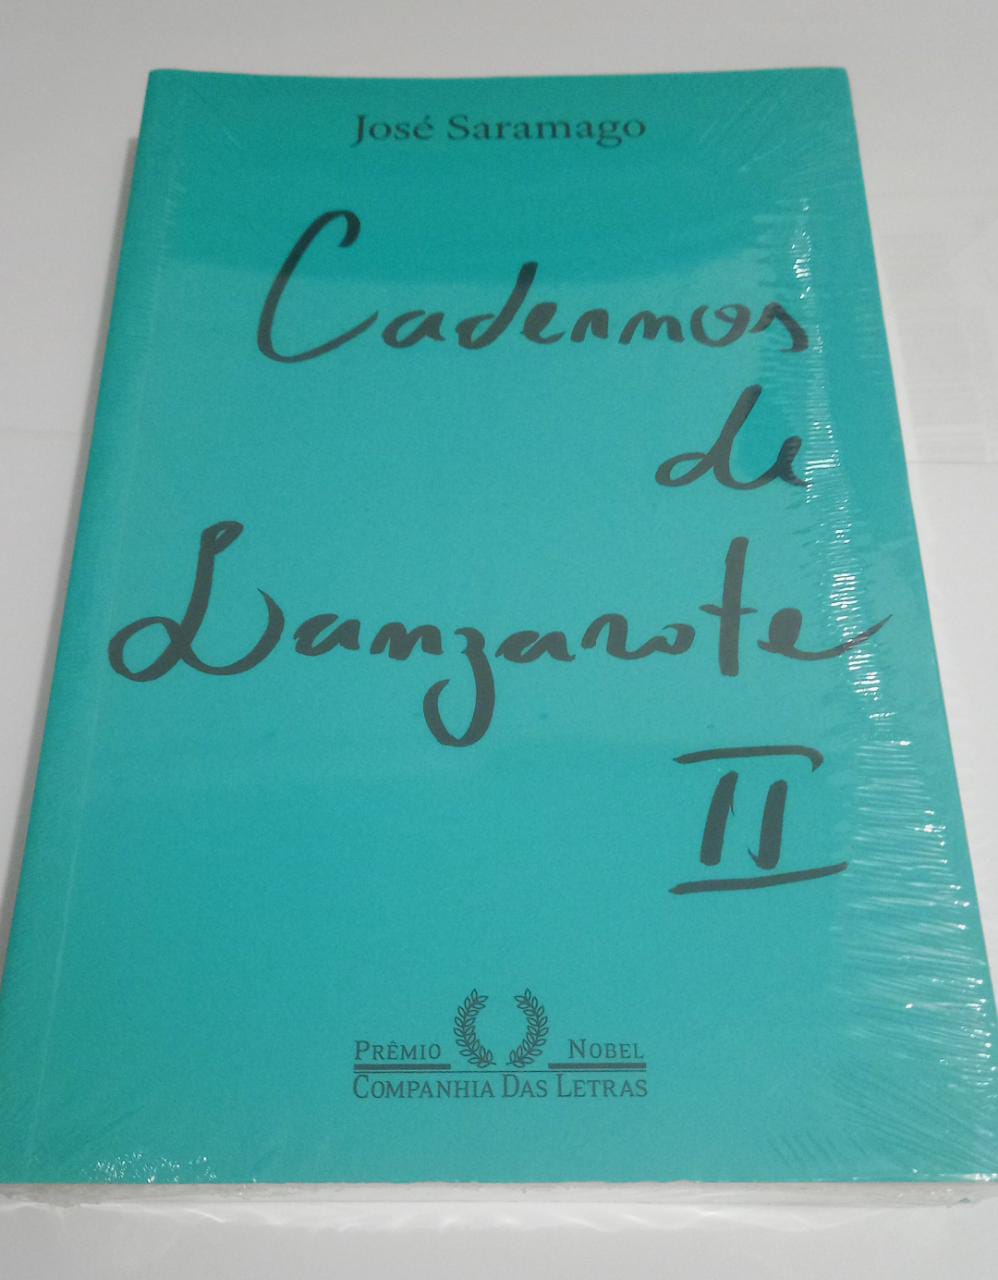 José Saramago
Cadernos
de
Lanzarote
II
PRÊMIO NOBEL
COMPANHIA DAS LETRAS